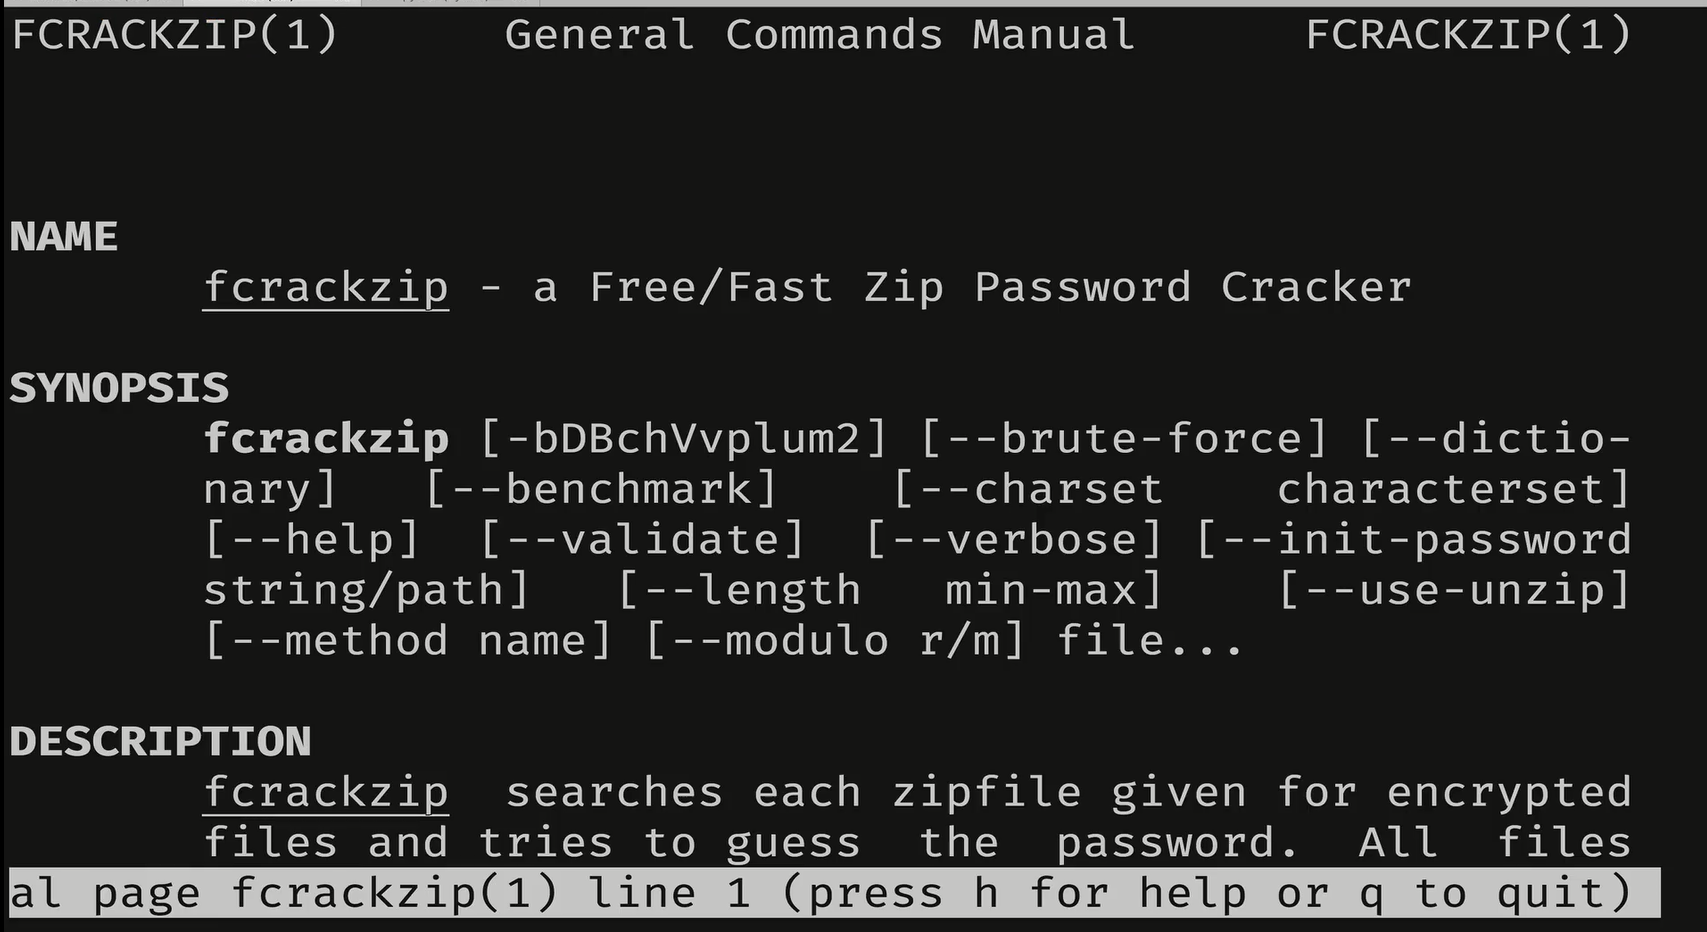 FCRACKZIP(1) General Commands Manual FCRACKZIP(1)
NAME
fcrackzip - a Free/Fast Zip Password Cracker
SYNOPSIS
fcrackzip [-bDBchVvplum2] [--brute-force] [--dictio-
nary] [--benchmark] [--charset characterset]
[--help] [--validate] [--verbose] [--init-password
string/path] [--length min-max] [--use-unzip]
[--method name] [--modulo r/m] file...
DESCRIPTION
fcrackzip searches each zipfile given for encrypted
files and tries to guess the password. All files
al page fcrackzip(1) line 1 (press h for help or q to quit)